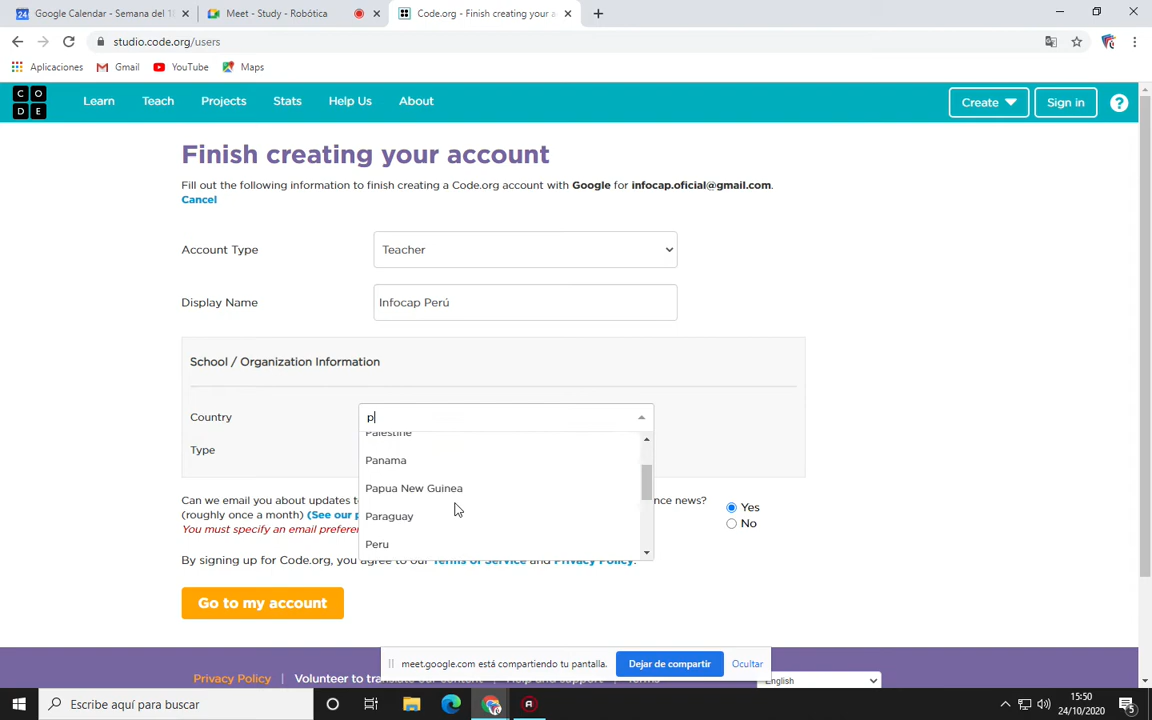 Google Calendar - Semana del 18
Meet - Study - Robótica
Code.org - Finish creating your a
studio.code.org/users
Aplicaciones
Gmail
YouTube
Maps
C O
D E
Learn
Teach
Projects
Stats
Help Us
About
Create
Sign in
?
Finish creating your account
Fill out the following information to finish creating a Code.org account with Google for infocap.oficial@gmail.com.
Cancel
Account Type
Teacher
Display Name
Infocap Perú
School / Organization Information
Country
p
Type
Palestine
Panama
Papua New Guinea
Paraguay
Peru
Can we email you about updates t
nce news?
(roughly once a month) (See our p
You must specify an email prefere
Yes
No
By signing up for Code.org, you agree to our Terms of Service and Privacy Policy.
Go to my account
meet.google.com está compartiendo tu pantalla.
Dejar de compartir
Ocultar
Privacy Policy
Volunteer to
English
Escribe aquí para buscar
15:50
24/10/2020
5